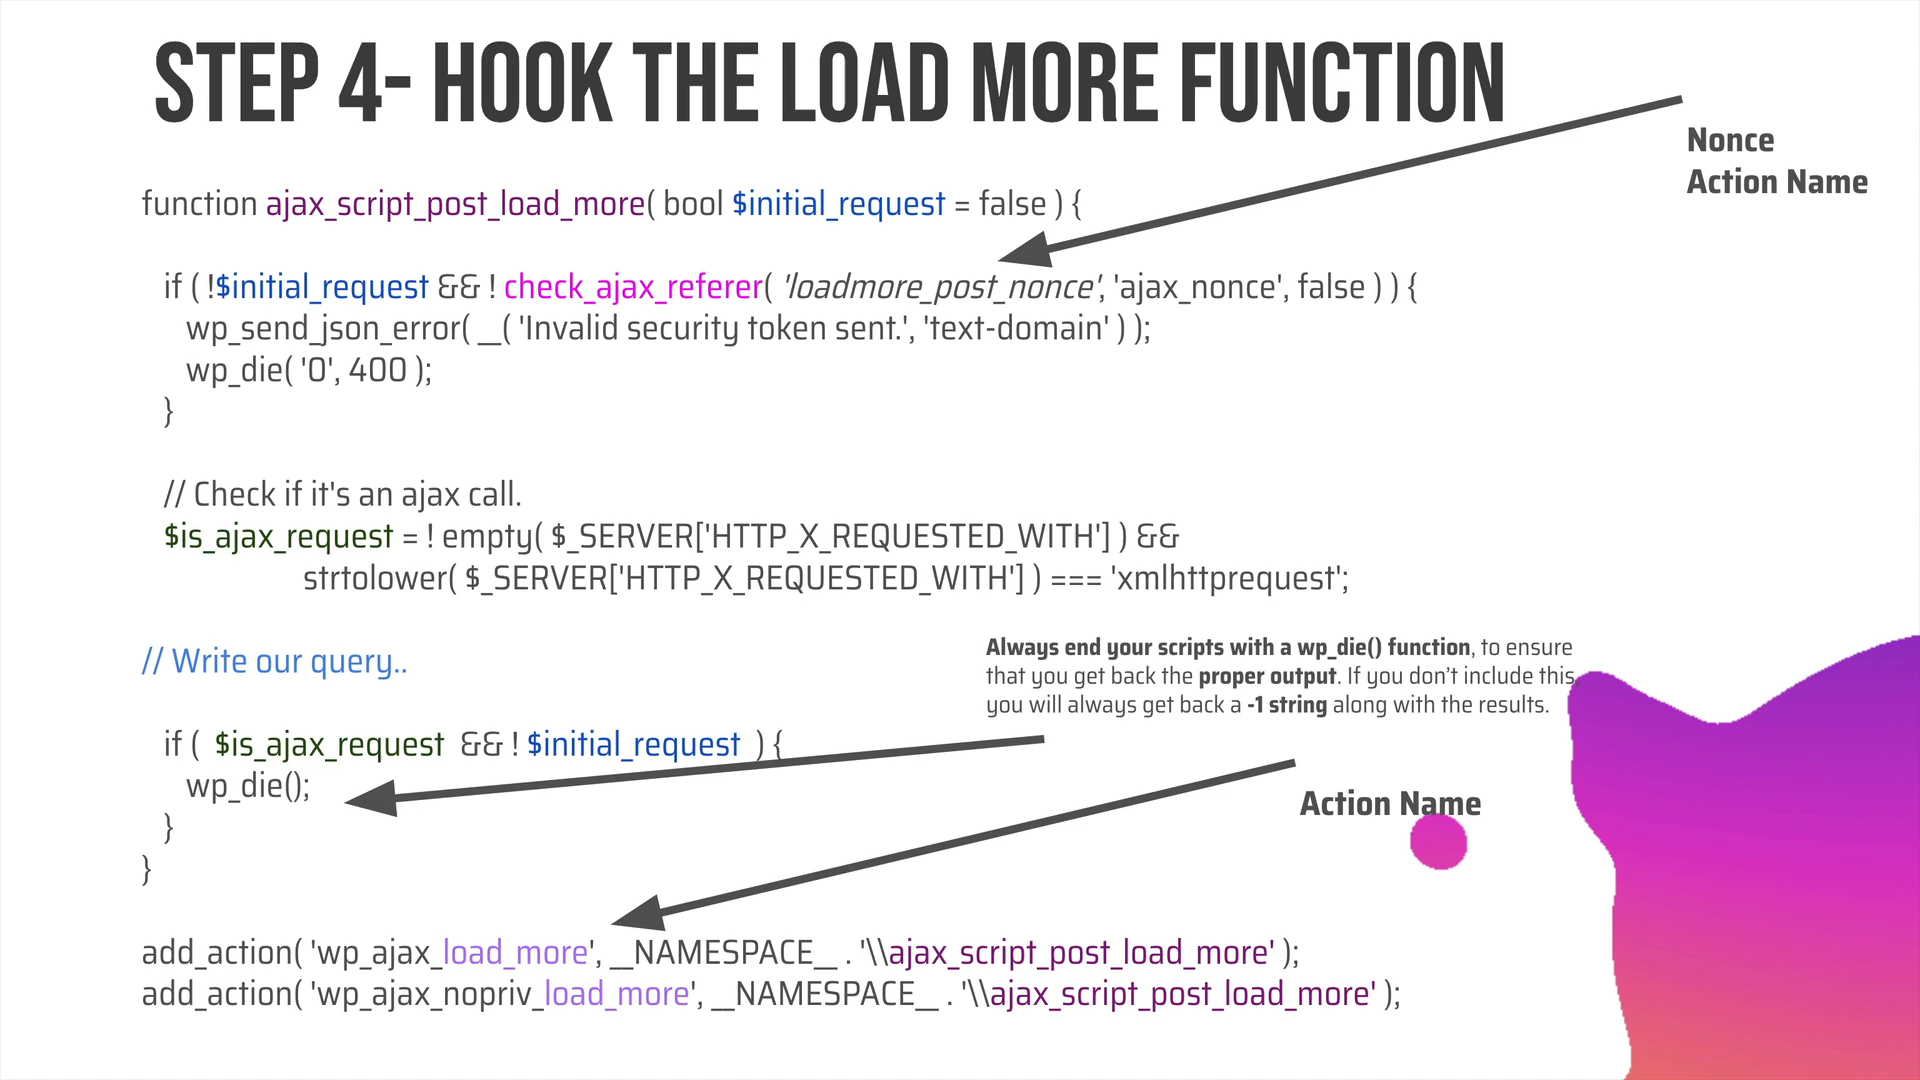 STEP 4- HOOK THE LOAD MORE FUNCTION
Nonce
Action Name
function ajax_script_post_load_more( bool $initial_request = false ) {
if ( !$initial_request && ! check_ajax_referer( 'loadmore_post_nonce', 'ajax_nonce', false ) ) {
wp_send_json_error( __( 'Invalid security token sent.', 'text-domain' ) );
wp_die( '0', 400 );
}
// Check if it's an ajax call.
$is_ajax_request = ! empty( $_SERVER['HTTP_X_REQUESTED_WITH'] ) &&
strtolower( $_SERVER['HTTP_X_REQUESTED_WITH'] ) === 'xmlhttprequest';
// Write our query..
Always end your scripts with a wp_die() function, to ensure
that you get back the proper output. If you don’t include this,
you will always get back a -1 string along with the results.
if ( $is_ajax_request && ! $initial_request ) {
wp_die();
}
}
Action Name
add_action( 'wp_ajax_load_more', __NAMESPACE__ . '\\ajax_script_post_load_more' );
add_action( 'wp_ajax_nopriv_load_more', __NAMESPACE__ . '\\ajax_script_post_load_more' );